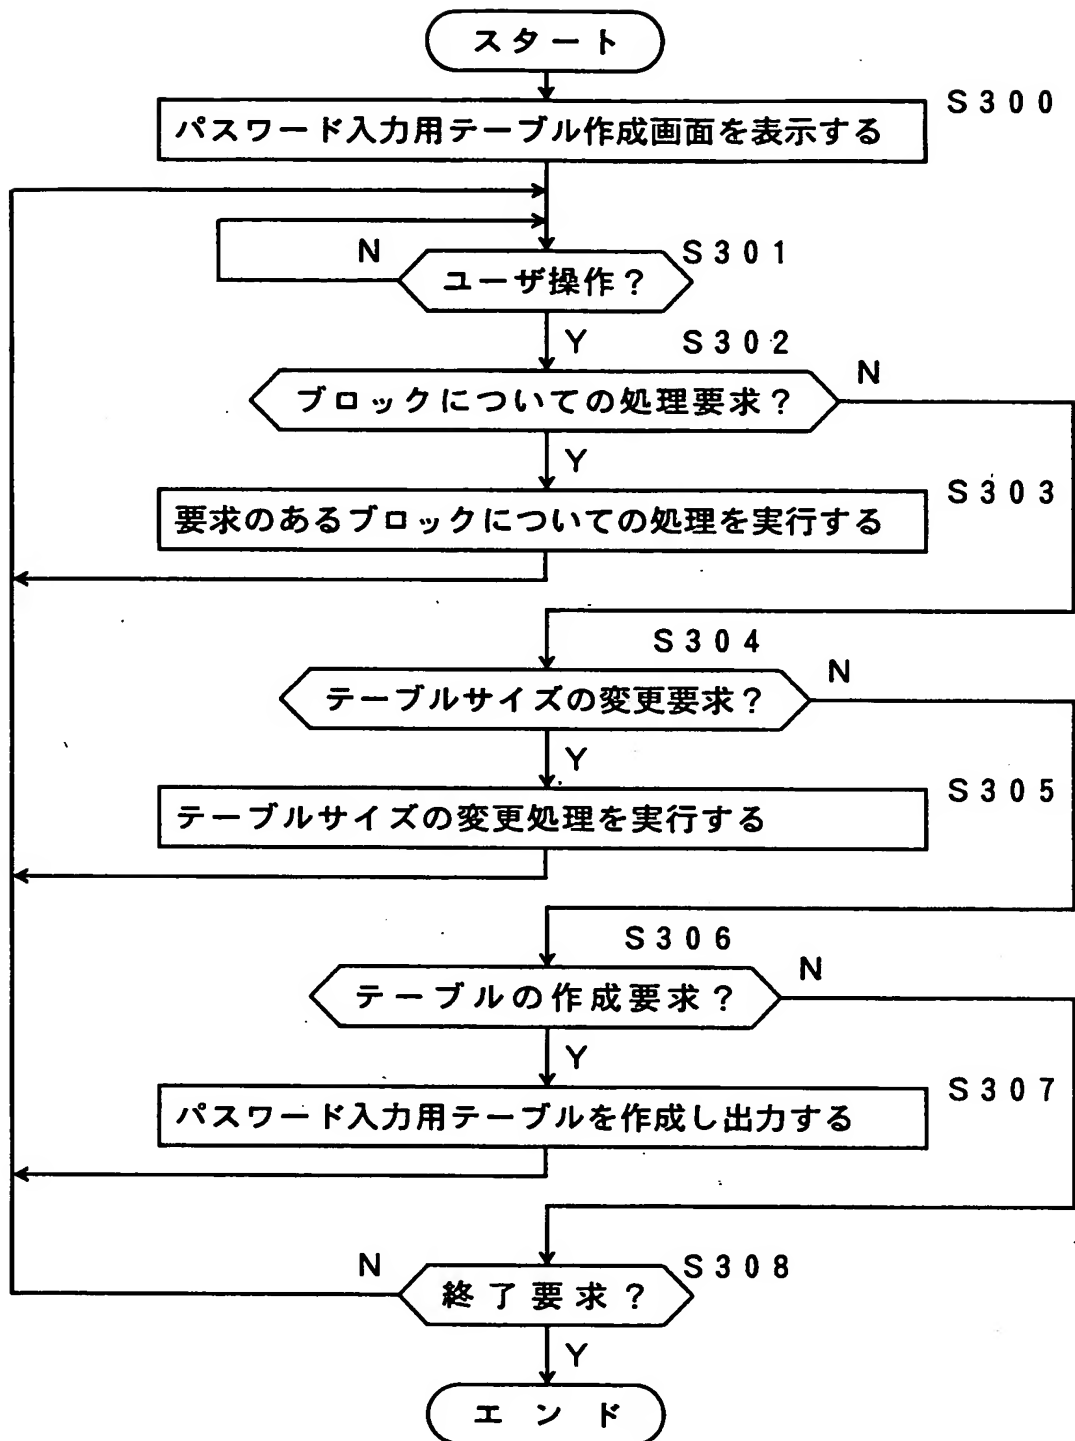 スタート
S300
パスワード入力用テーブル作成画面を表示する
N
S301
ユーザ操作？
Y
S302
N
ブロックについての処理要求？
Y
S303
要求のあるブロックについての処理を実行する
S304
N
テーブルサイズの変更要求？
Y
S305
テーブルサイズの変更処理を実行する
S306
N
テーブルの作成要求？
Y
S307
パスワード入力用テーブルを作成し出力する
N
S308
終了要求？
Y
エンド